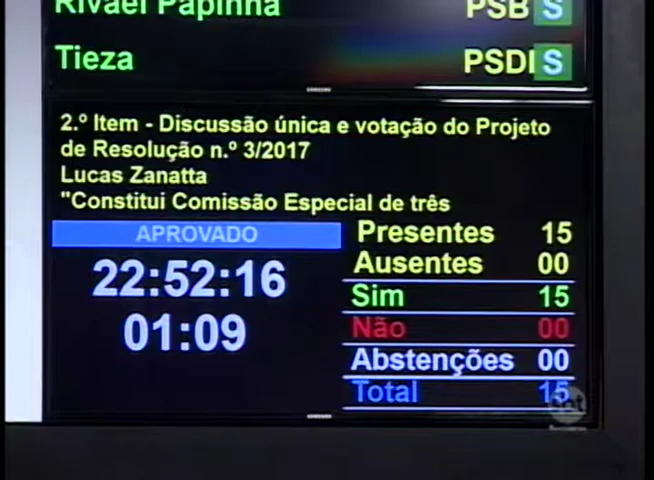 Rivael Papinha PSB S
Tieza PSDB S
SAMSUNG
2.º Item - Discussão única e votação do Projeto
de Resolução n.º 3/2017
Lucas Zanatta
"Constitui Comissão Especial de três
APROVADO
22:52:16
01:09
Presentes 15
Ausentes 00
Sim 15
Não 00
Abstenções 00
Total 15
SAMSUNG